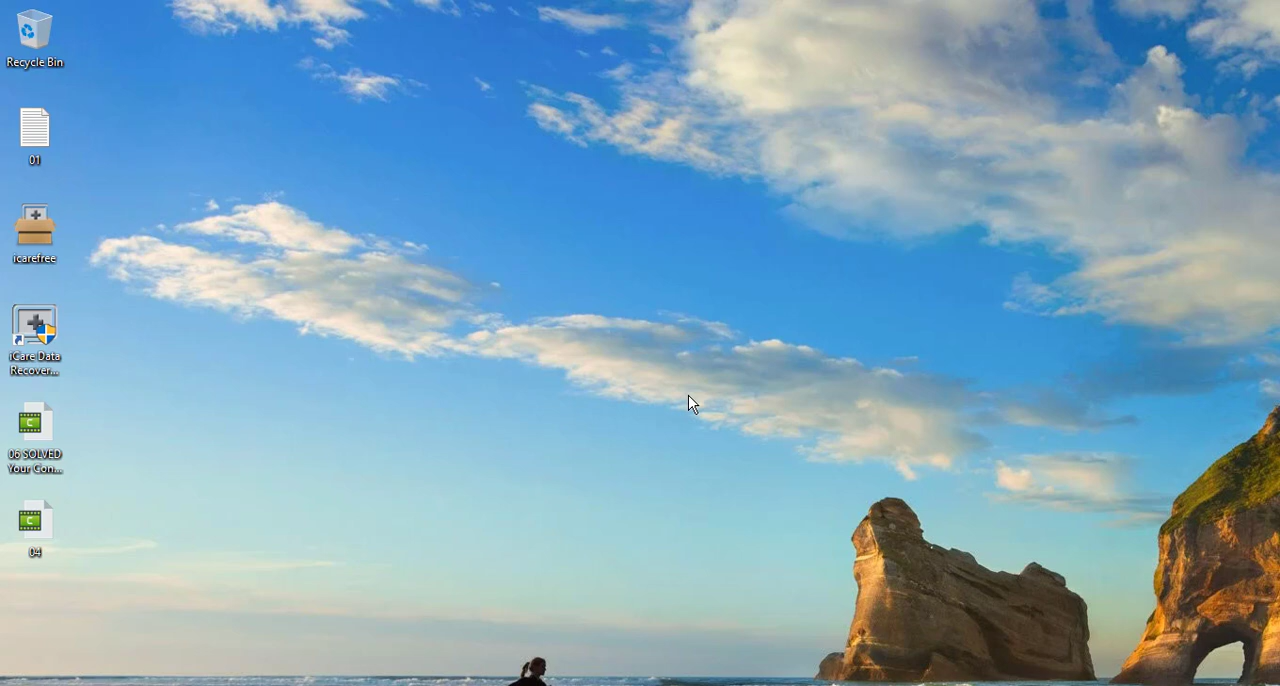 Recycle Bin
01
icarefree
iCare Data
Recover...
06 SOLVED
Your Con...
04